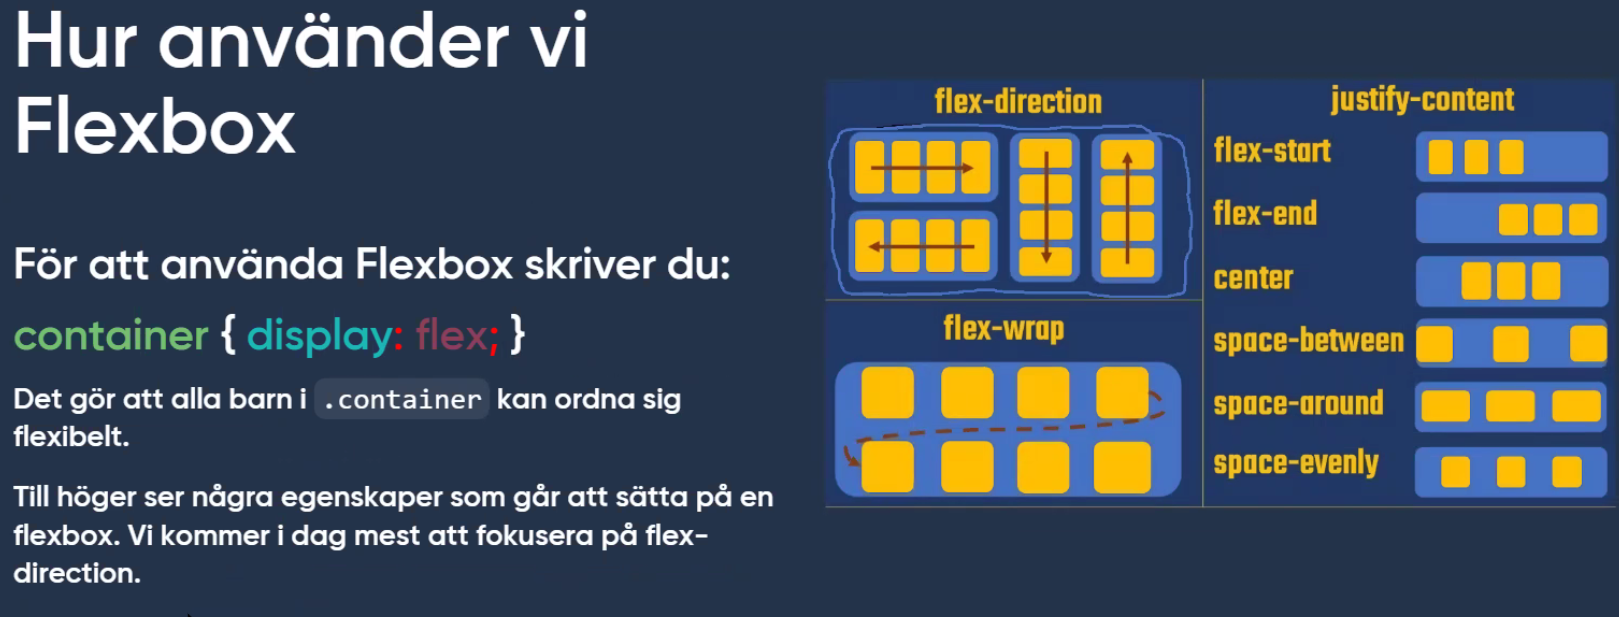 Hur använder vi
Flexbox
För att använda Flexbox skriver du:
container { display: flex; }
Det gör att alla barn i .container kan ordna sig
flexibelt.
Till höger ser några egenskaper som går att sätta på en
flexbox. Vi kommer i dag mest att fokusera på flex-
direction.
flex-direction
flex-wrap
justify-content
flex-start
flex-end
center
space-between
space-around
space-evenly